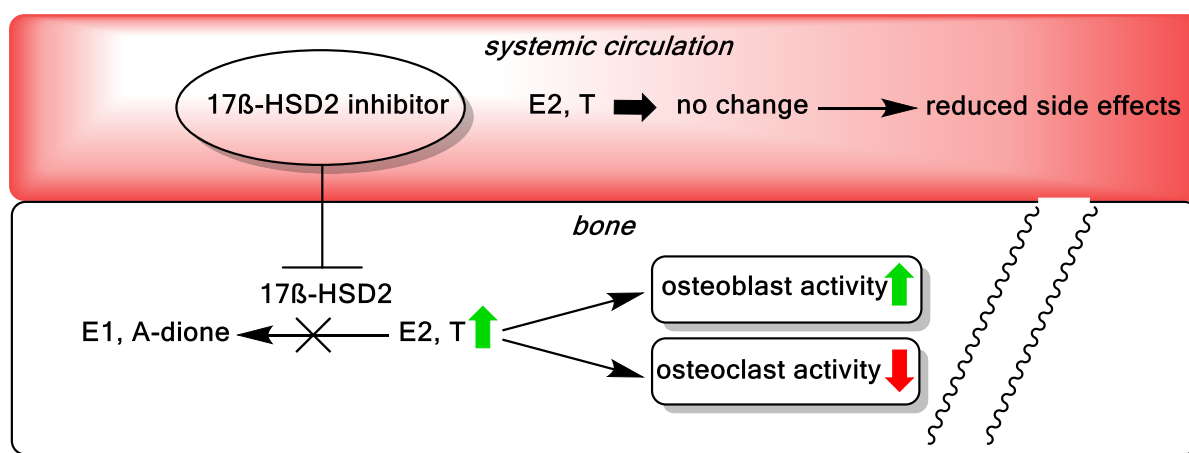 systemic circulation
17ß-HSD2 inhibitor
E2, T
no change
reduced side effects
bone
17ß-HSD2
E1, A-dione
E2, T
osteoblast activity
osteoclast activity